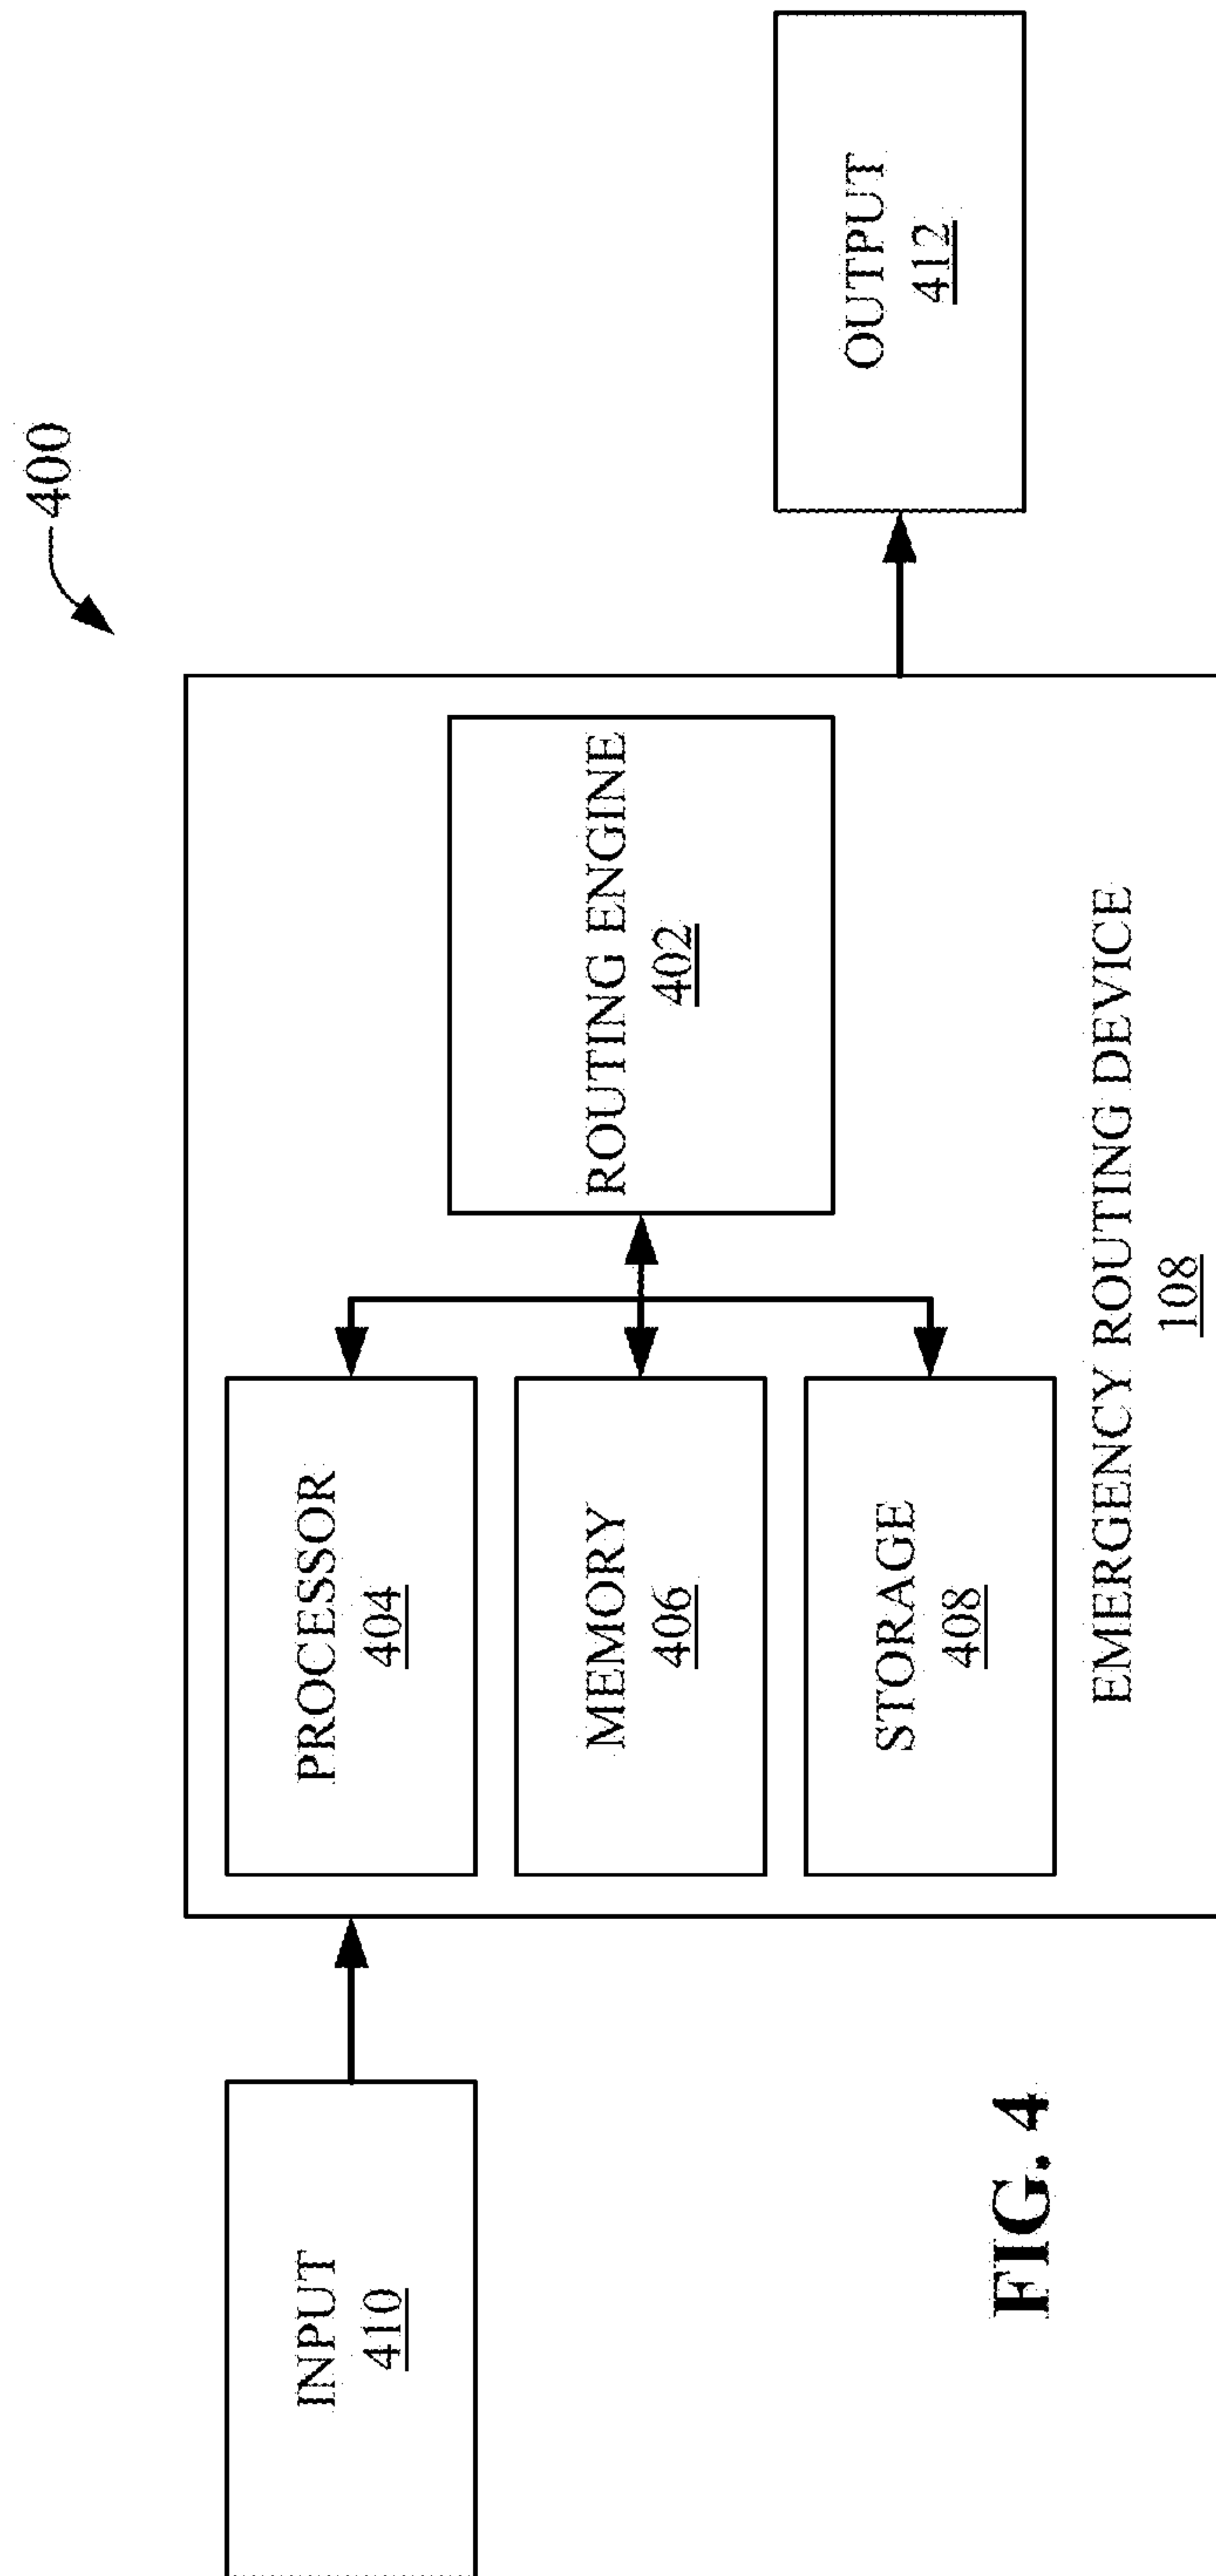 400
INPUT
410
PROCESSOR
404
MEMORY
406
STORAGE
408
ROUTING ENGINE
402
EMERGENCY ROUTING DEVICE
108
OUTPUT
412
FIG. 4